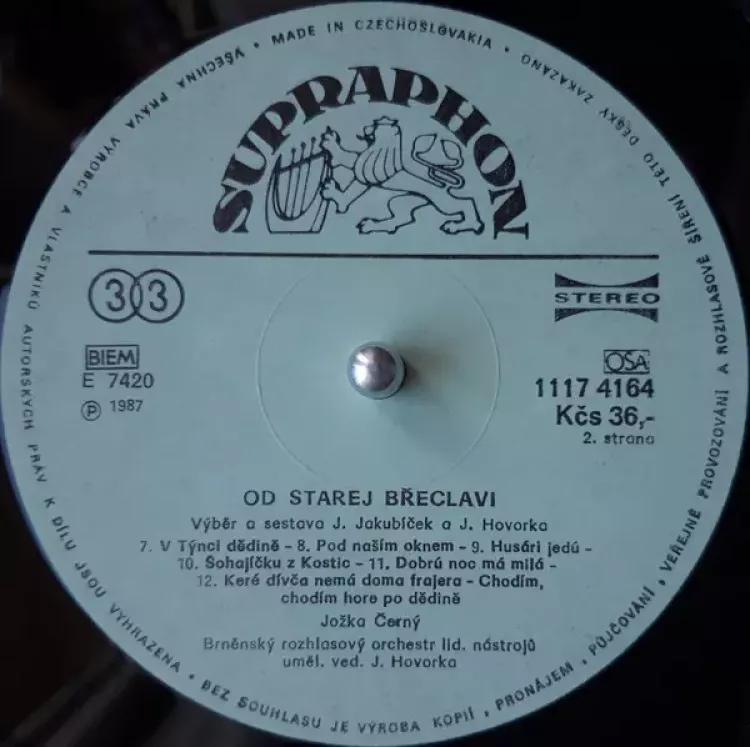 MADE IN CZECHOSLOVAKIA • VŠECHNA PRÁVA VÝROBCE A VLASTNÍKŮ AUTORSKÝCH PRÁV K DÍLU JSOU VYHRAZENA • BEZ SOUHLASU JE VÝROBA KOPIÍ, PRONÁJEM, PŮJČOVÁNÍ, VEŘEJNÉ PROVOZOVÁNÍ A ROZHLASOVÉ ŠÍŘENÍ TÉTO DESKY ZAKÁZÁNO •
SUPRAPHON
33
STEREO
BIEM
OSA
E 7420
1117 4164
Ⓟ 1987
Kčs 36,-
2. strana
OD STAREJ BŘECLAVI
Výběr a sestava J. Jakubíček a J. Hovorka
7. V Týnci dědině - 8. Pod naším oknem - 9. Husári jedú -
10. Šohajíčku z Kostic - 11. Dobrú noc má milá -
12. Keré dívča nemá doma frajera - Chodím,
chodím hore po dědině
Jožka Černý
Brněnský rozhlasový orchestr lid. nástrojů
uměl. ved. J. Hovorka